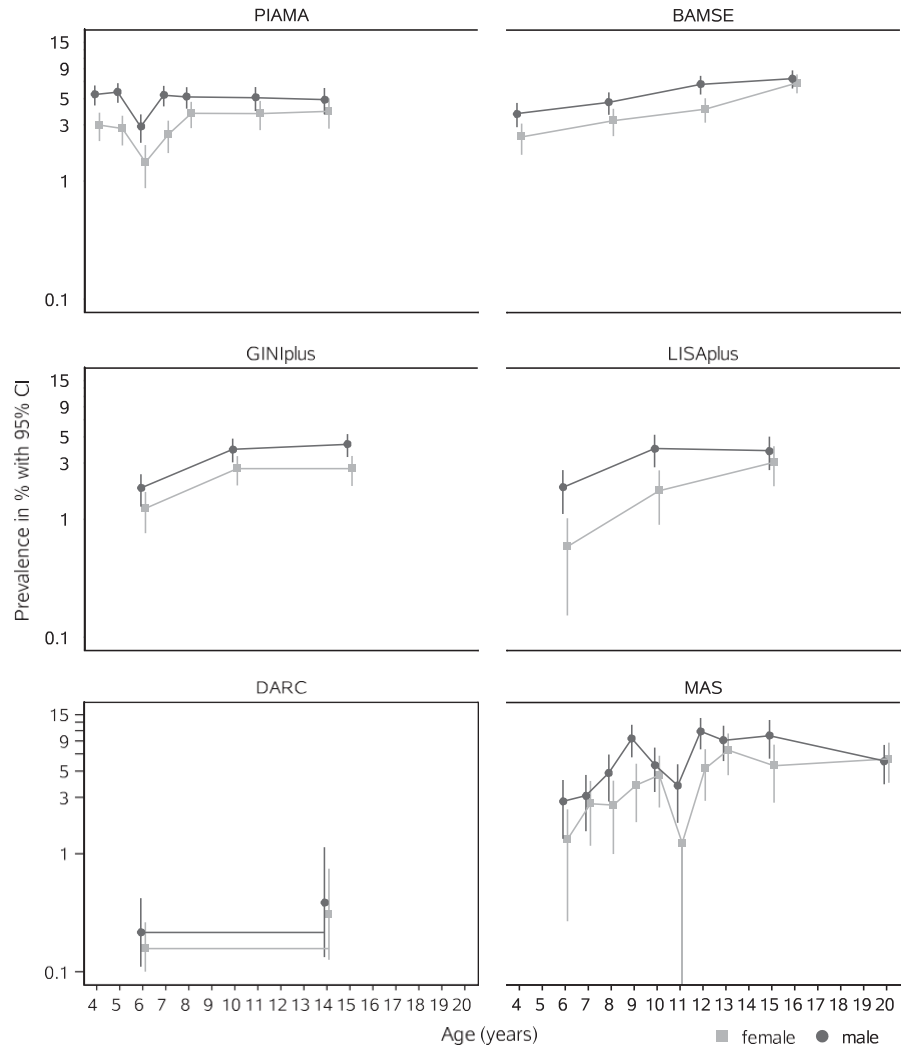 PIAMA
BAMSE
15
9
5
3
1
0.1
GINIplus
LISAplus
15
9
5
3
1
0.1
Prevalence in % with 95% CI
DARC
MAS
15
9
5
3
1
0.1
4 5 6 7 8 9 10 11 12 13 14 15 16 17 18 19 20
4 5 6 7 8 9 10 11 12 13 14 15 16 17 18 19 20
Age (years)
female male